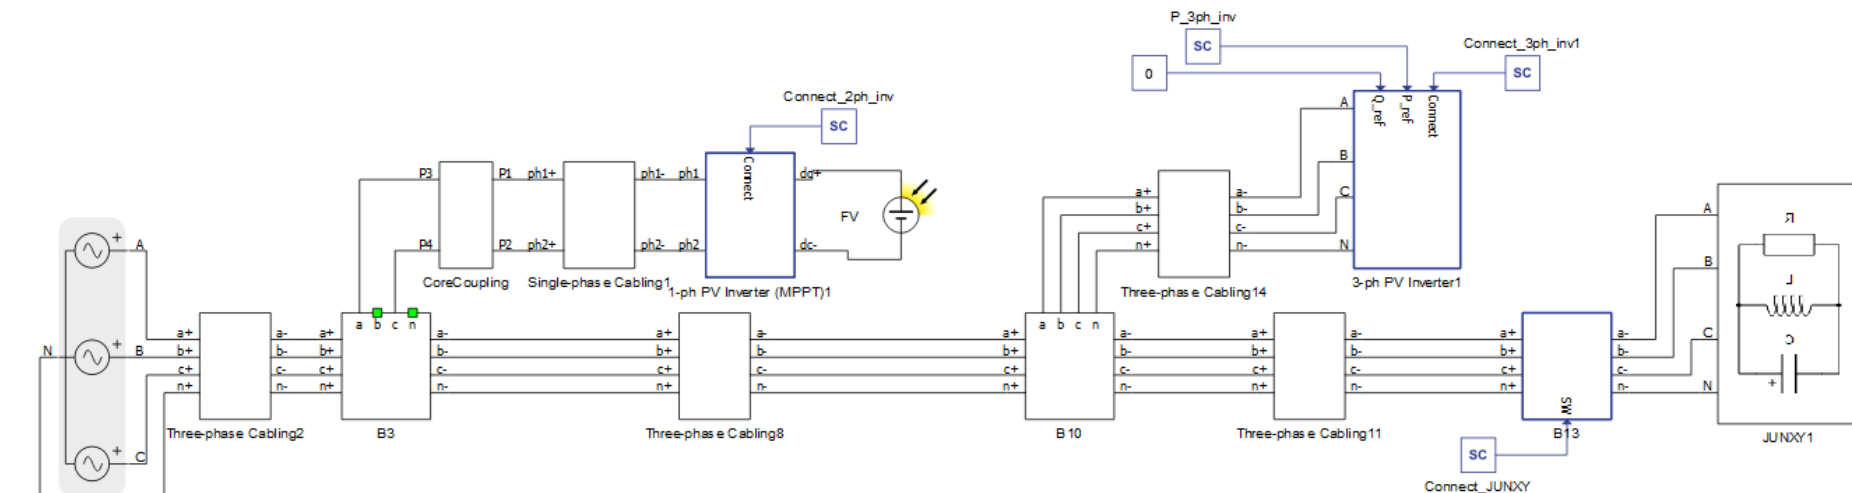 P_3ph_inv
SC
Connect_3ph_inv1
SC
0
Connect_2ph_inv
SC
Q_ref P_ref Connect
A
B
C
N
3-ph PV Inverter1
P3 P1 ph1+ ph1- ph1 Connect
P4 P2 ph2+ ph2- ph2 dc-
FV
CoreCoupling
Single-phase Cabling1
1-ph PV Inverter (MPPT)1
a+ a-
b+ b-
c+ c-
n+ n-
Three-phase Cabling14
N
+ A
+ B
+ C
a+ a-
b+ b-
c+ c-
n+ n-
Three-phase Cabling2
a b c n
a+ a-
b+ b-
c+ c-
n+ n-
B3
a+ a-
b+ b-
c+ c-
n+ n-
Three-phase Cabling8
a b c n
a+ a-
b+ b-
c+ c-
n+ n-
B10
a+ a-
b+ b-
c+ c-
n+ n-
Three-phase Cabling11
a+ a-
b+ b-
c+ c-
n+ n-
SW
B13
SC
Connect_JUNXY
A
B
C
N
R
L
C
+
JUNXY1